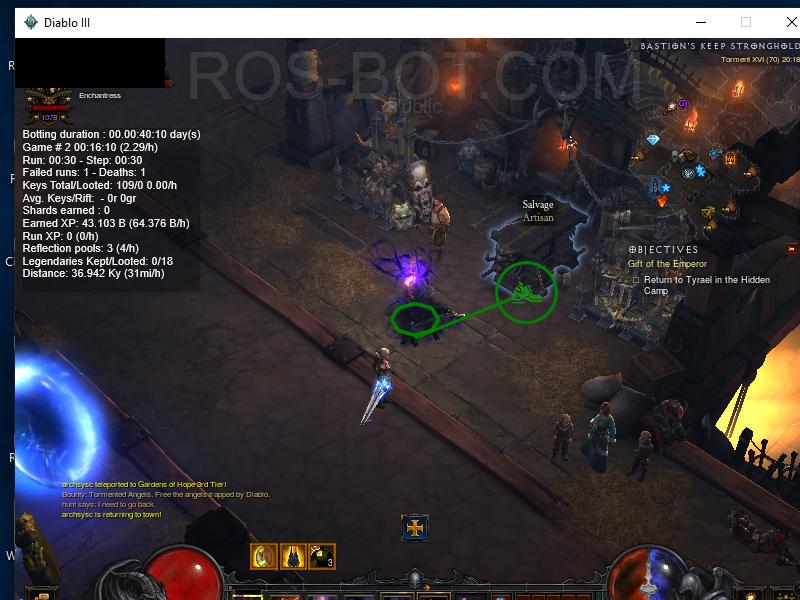 Diablo III
ROS-BOT.COM
BASTION'S KEEP STRONGHOLD
Torment XVI (70) 20:18
Enchantress
1078
Botting duration : 00.00:40:10 day(s)
Game # 2 00:16:10 (2.29/h)
Run: 00:30 - Step: 00:30
Failed runs: 1 - Deaths: 1
Keys Total/Looted: 109/0 0.00/h
Avg. Keys/Rift:  - 0r 0gr
Shards earned : 0
Earned XP: 43.103 B (64.376 B/h)
Run XP: 0 (0/h)
Reflection pools: 3 (4/h)
Legendaries Kept/Looted: 0/18
Distance: 36.942 Ky (31mi/h)
Salvage
Artisan
OBJECTIVES
Gift of the Emperor
Return to Tyrael in the Hidden
Camp
archsysc teleported to Gardens of Hope 3rd Tier!
Bounty: Tormented Angels. Free the angels trapped by Diablo.
hunt says: I need to go back.
archsysc is returning to town!
3